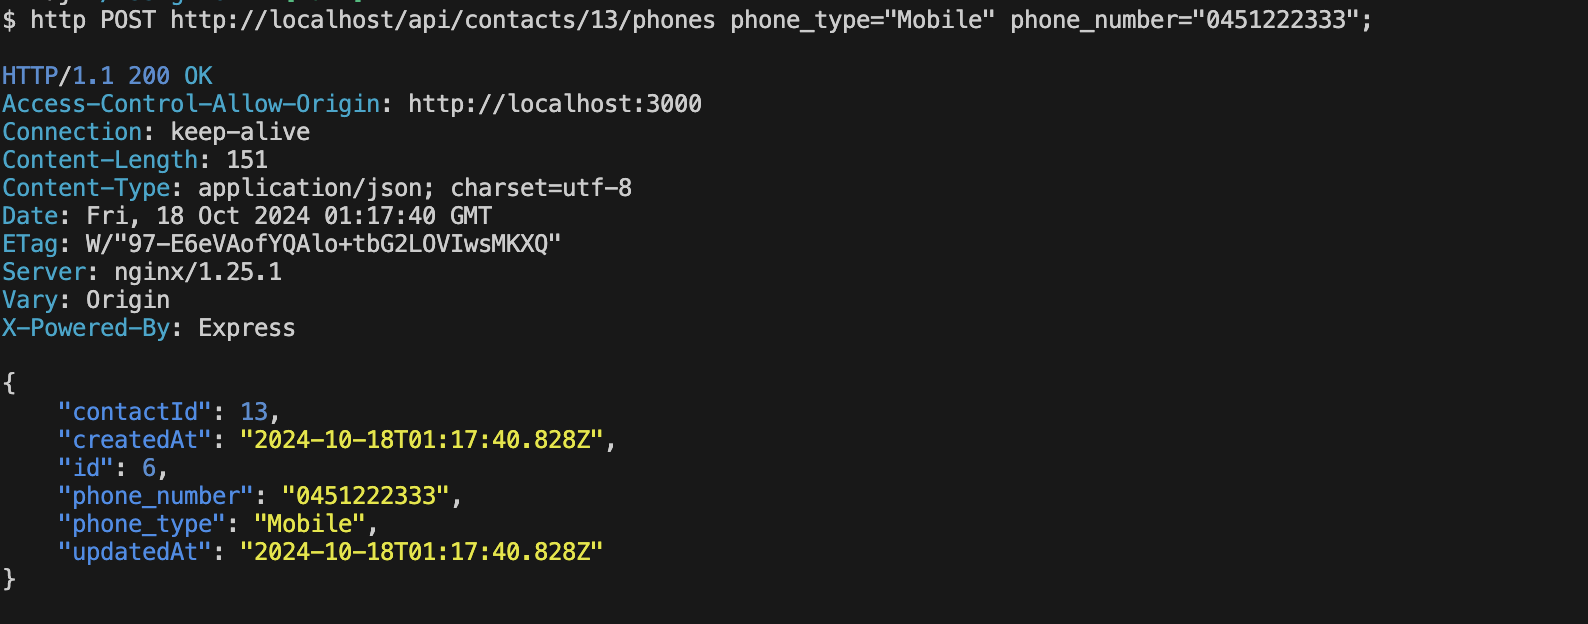 $ http POST http://localhost/api/contacts/13/phones phone_type="Mobile" phone_number="0451222333";
HTTP/1.1 200 OK
Access-Control-Allow-Origin: http://localhost:3000
Connection: keep-alive
Content-Length: 151
Content-Type: application/json; charset=utf-8
Date: Fri, 18 Oct 2024 01:17:40 GMT
ETag: W/"97-E6eVAofYQAlo+tbG2LOVIwsMKXQ"
Server: nginx/1.25.1
Vary: Origin
X-Powered-By: Express
{
    "contactId": 13,
    "createdAt": "2024-10-18T01:17:40.828Z",
    "id": 6,
    "phone_number": "0451222333",
    "phone_type": "Mobile",
    "updatedAt": "2024-10-18T01:17:40.828Z"
}